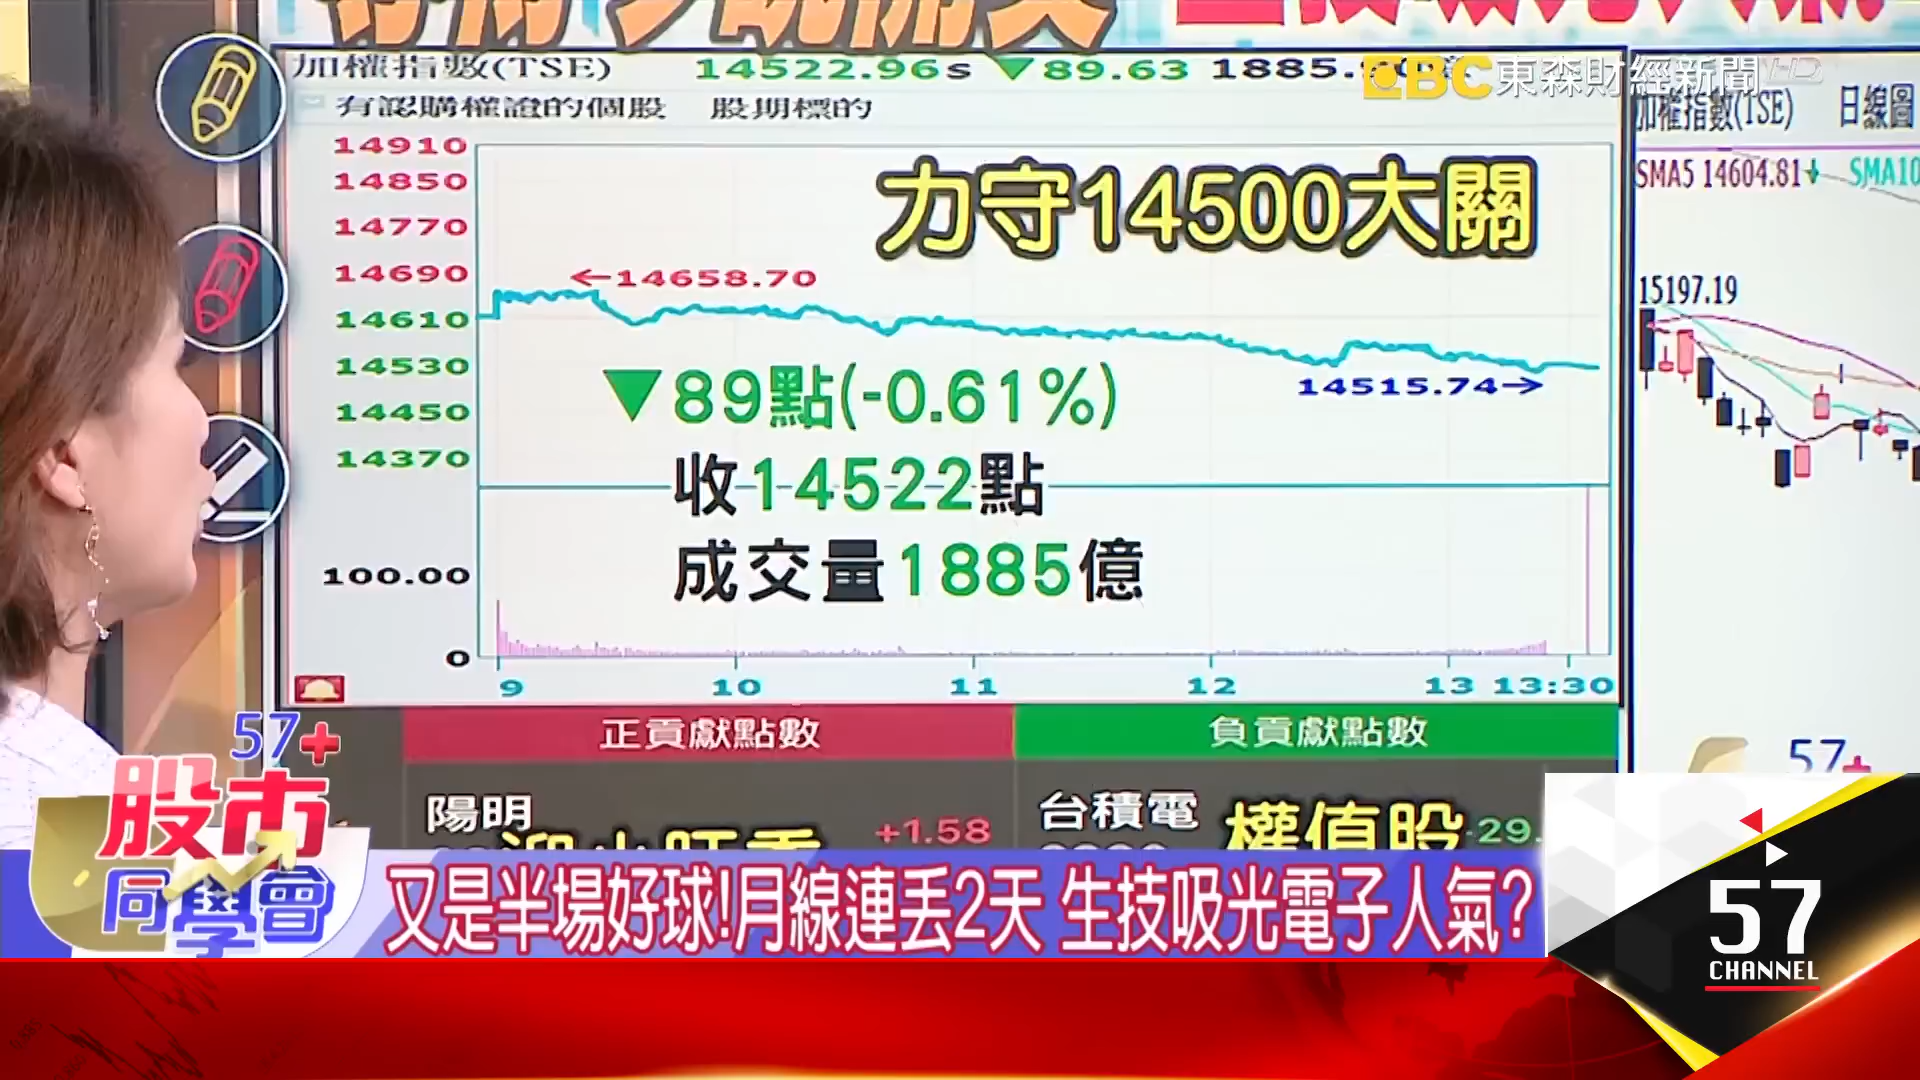 加權指數(TSE) 14522.96s ▼89.63 1885.
EBC東森財經新聞HD
有認購權證的個股 股期標的
加權指數(TSE) 日線圖
14910
14850
14770
14690
14610
14530
14450
14370
100.00
0
力守14500大關
←14658.70
14515.74→
▼89點(-0.61%)
收14522點
成交量1885億
9 10 11 12 13 13:30
SMA5 14604.81↓ SMA10
15197.19
正貢獻點數 負貢獻點數
陽明 +1.58 台積電 權值股 -29.
57+
股市
同學會
57+
又是半場好球!月線連丟2天 生技吸光電子人氣?
57
CHANNEL